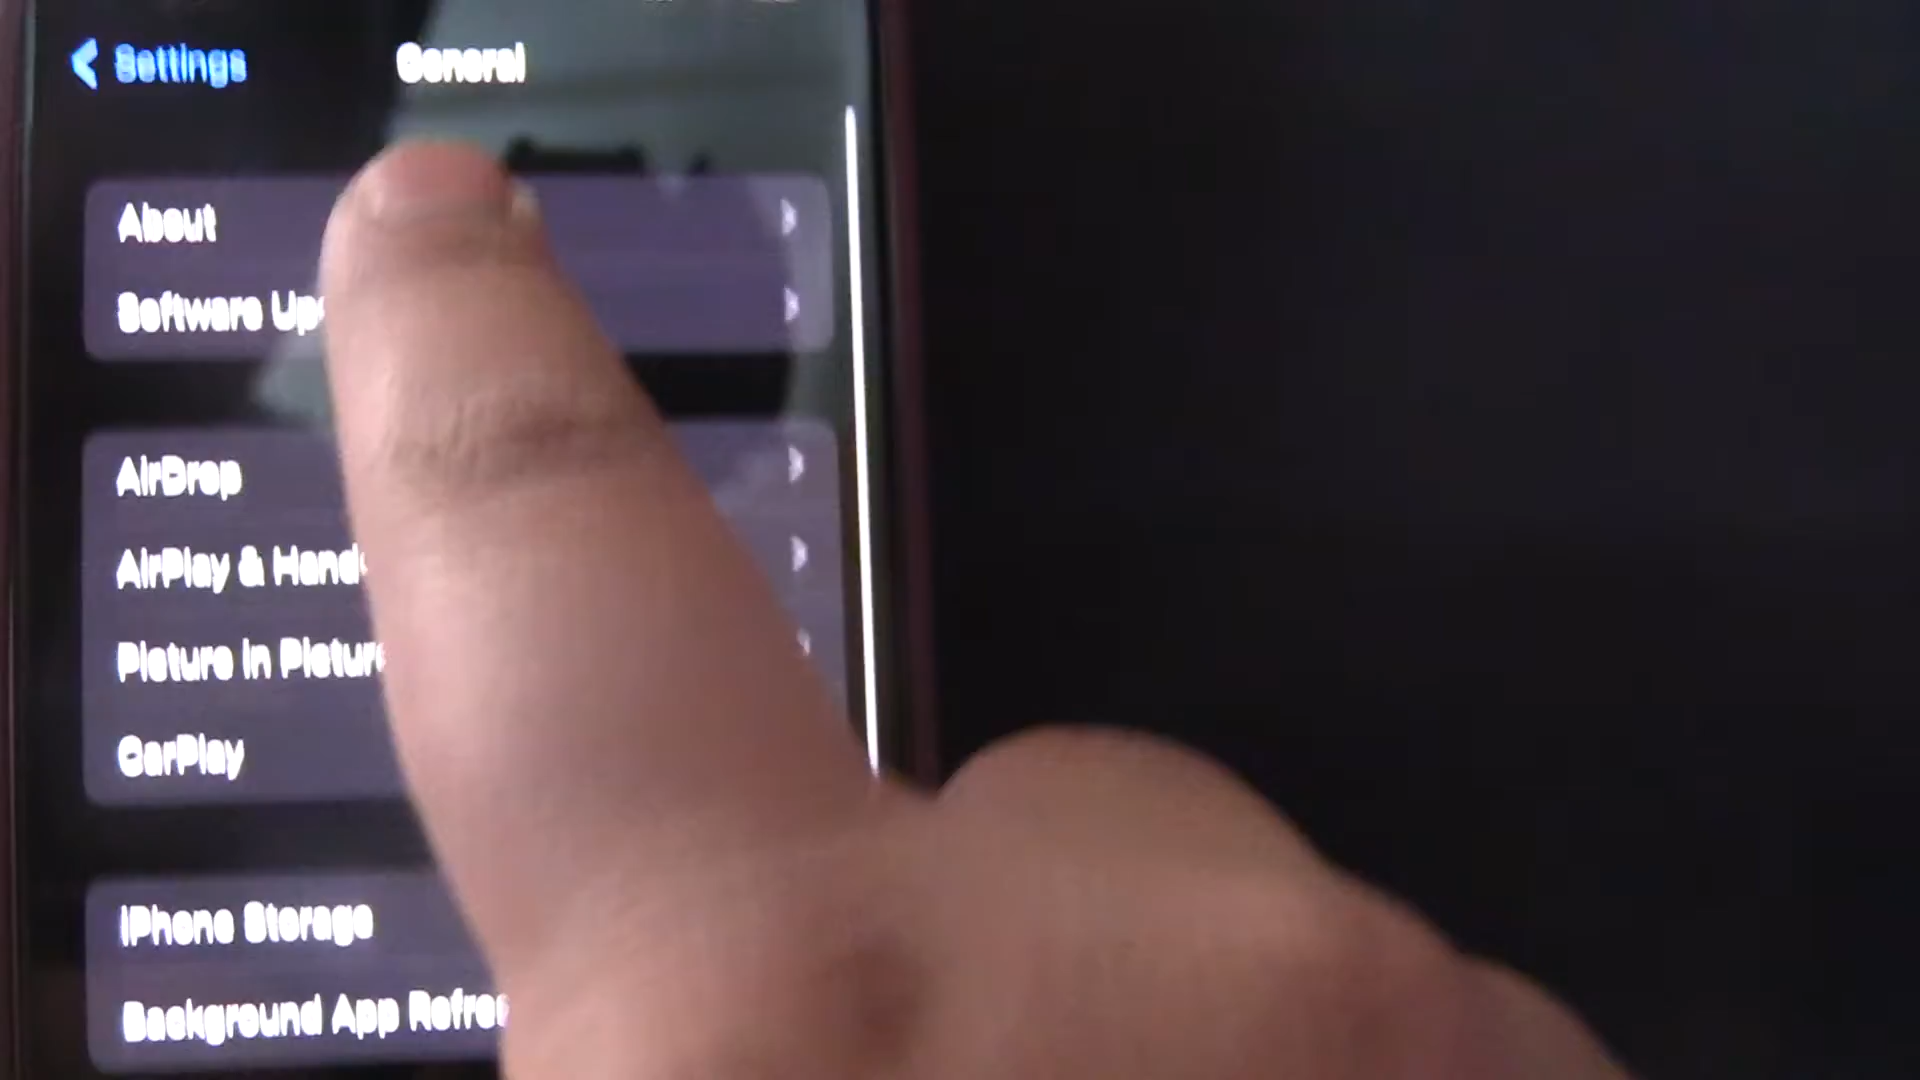 Settings
General
About
Software Up
AirDrop
AirPlay & Hand
Picture in Pictur
CarPlay
iPhone Storage
Background App Refre